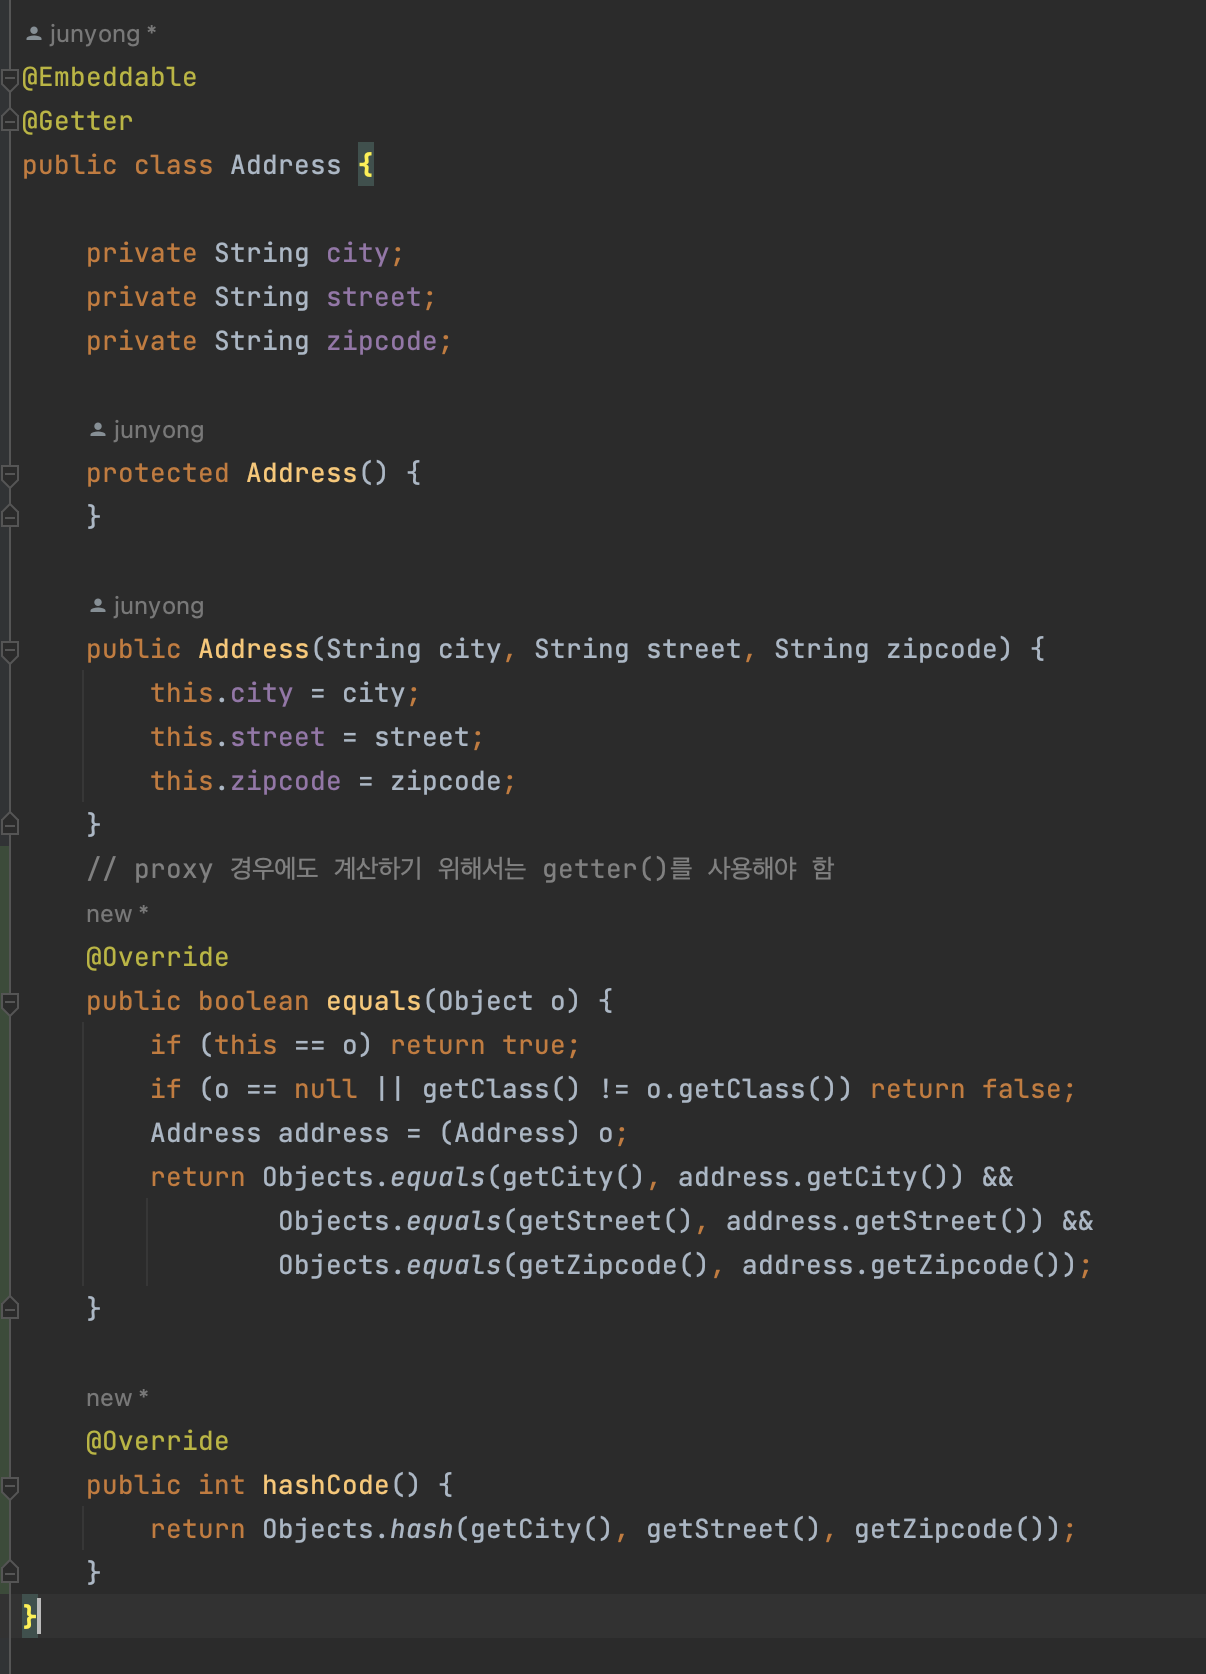 junyong *
@Embeddable
@Getter
public class Address {
private String city;
private String street;
private String zipcode;
junyong
protected Address() {
}
junyong
public Address(String city, String street, String zipcode) {
this.city = city;
this.street = street;
this.zipcode = zipcode;
}
// proxy 경우에도 계산하기 위해서는 getter()를 사용해야 함
new *
@Override
public boolean equals(Object o) {
if (this == o) return true;
if (o == null || getClass() != o.getClass()) return false;
Address address = (Address) o;
return Objects.equals(getCity(), address.getCity()) &&
Objects.equals(getStreet(), address.getStreet()) &&
Objects.equals(getZipcode(), address.getZipcode());
}
new *
@Override
public int hashCode() {
return Objects.hash(getCity(), getStreet(), getZipcode());
}
}